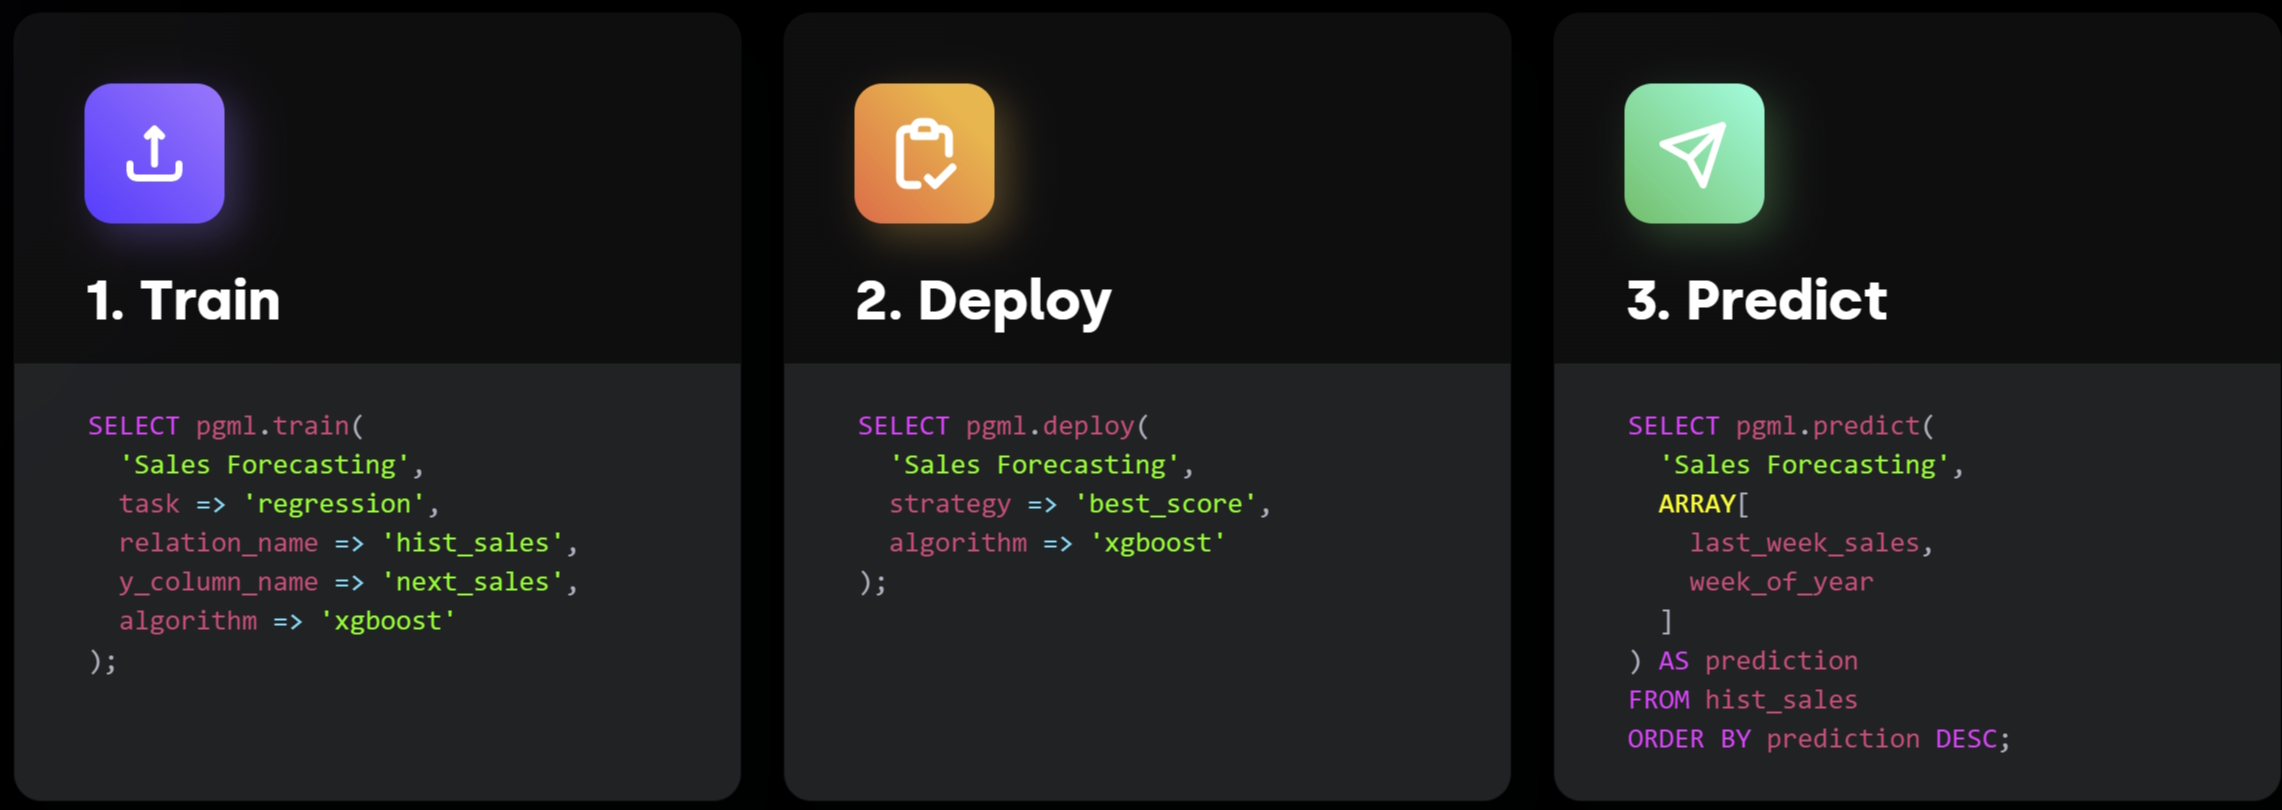 1. Train
SELECT pgml.train(
  'Sales Forecasting',
  task => 'regression',
  relation_name => 'hist_sales',
  y_column_name => 'next_sales',
  algorithm => 'xgboost'
);
2. Deploy
SELECT pgml.deploy(
  'Sales Forecasting',
  strategy => 'best_score',
  algorithm => 'xgboost'
);
3. Predict
SELECT pgml.predict(
  'Sales Forecasting',
  ARRAY[
    last_week_sales,
    week_of_year
  ]
) AS prediction
FROM hist_sales
ORDER BY prediction DESC;